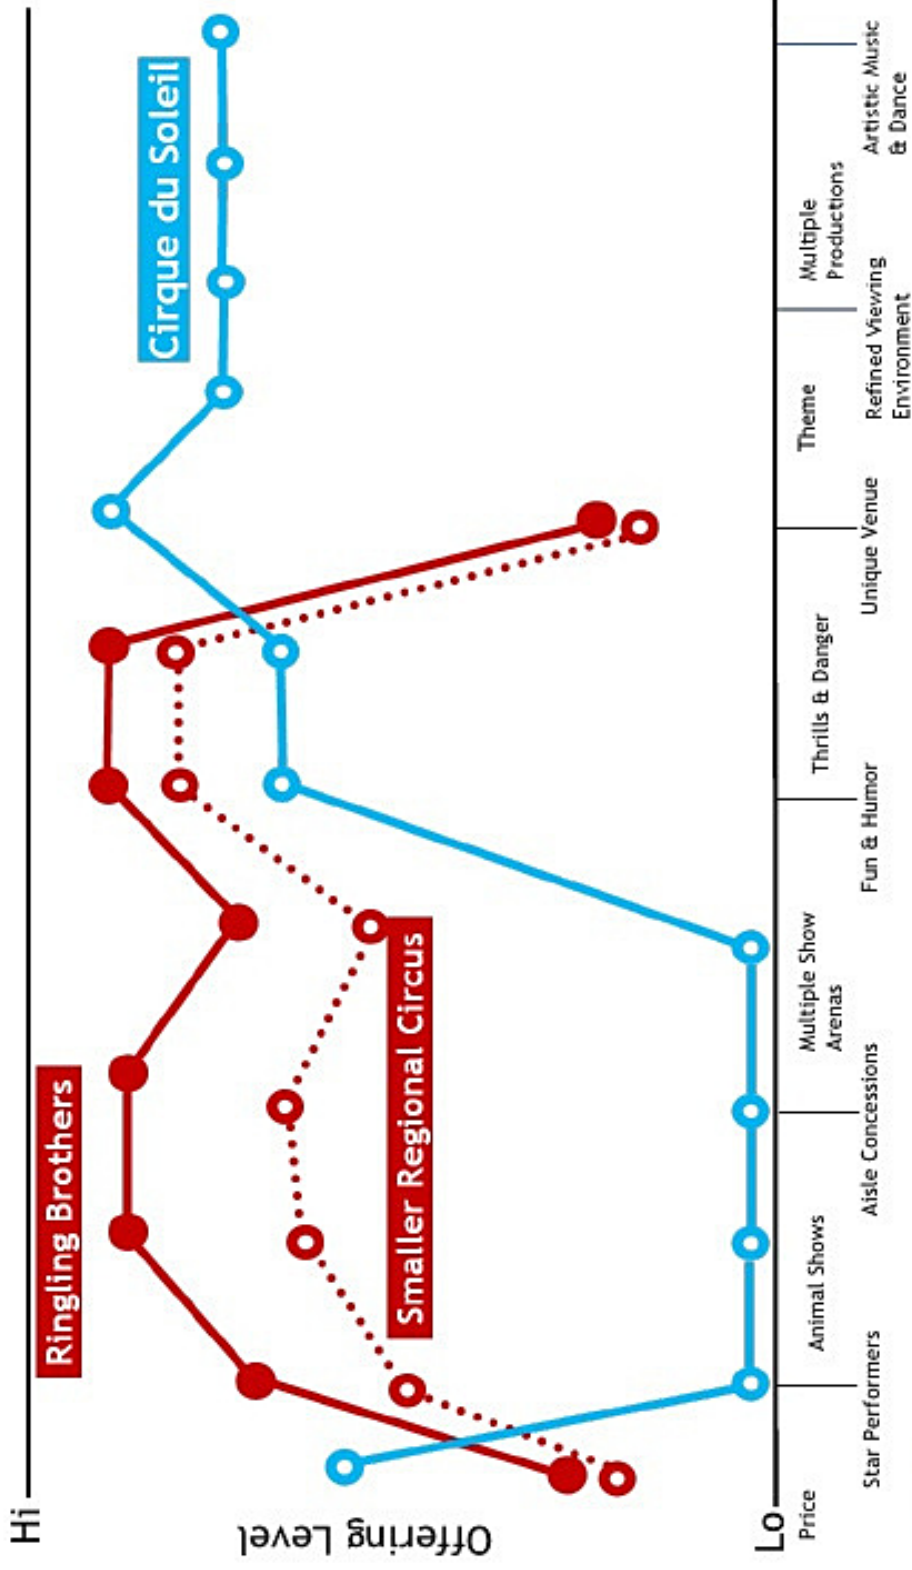 Hi
Ringling Brothers
Cirque du Soleil
Smaller Regional Circus
Offering Level
Lo
Price
Star Performers
Animal Shows
Aisle Concessions
Multiple Show
Arenas
Fun & Humor
Thrills & Danger
Unique Venue
Theme
Refined Viewing
Environment
Multiple
Productions
Artistic Music
& Dance